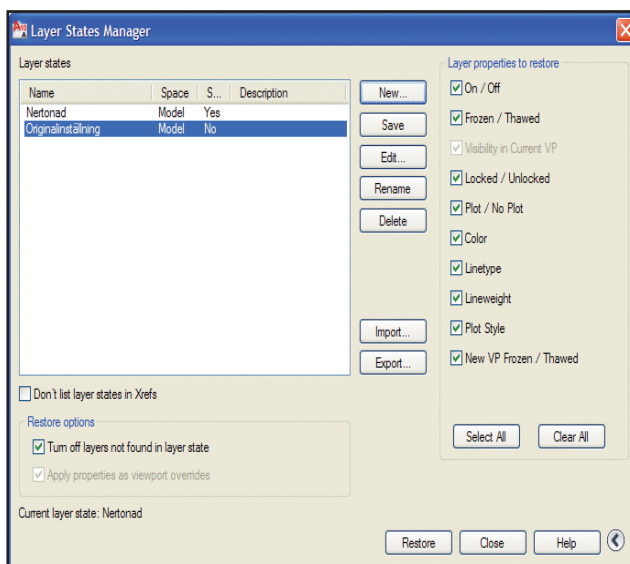 Layer States Manager
Layer states
Name Space S... Description
Nertonad Model Yes
Originalinställning Model No
New...
Save
Edit...
Rename
Delete
Import...
Export...
Don't list layer states in Xrefs
Restore options
Turn off layers not found in layer state
Apply properties as viewport overrides
Current layer state: Nertonad
Layer properties to restore
On / Off
Frozen / Thawed
Visibility in Current VP
Locked / Unlocked
Plot / No Plot
Color
Linetype
Lineweight
Plot Style
New VP Frozen / Thawed
Select All Clear All
Restore Close Help